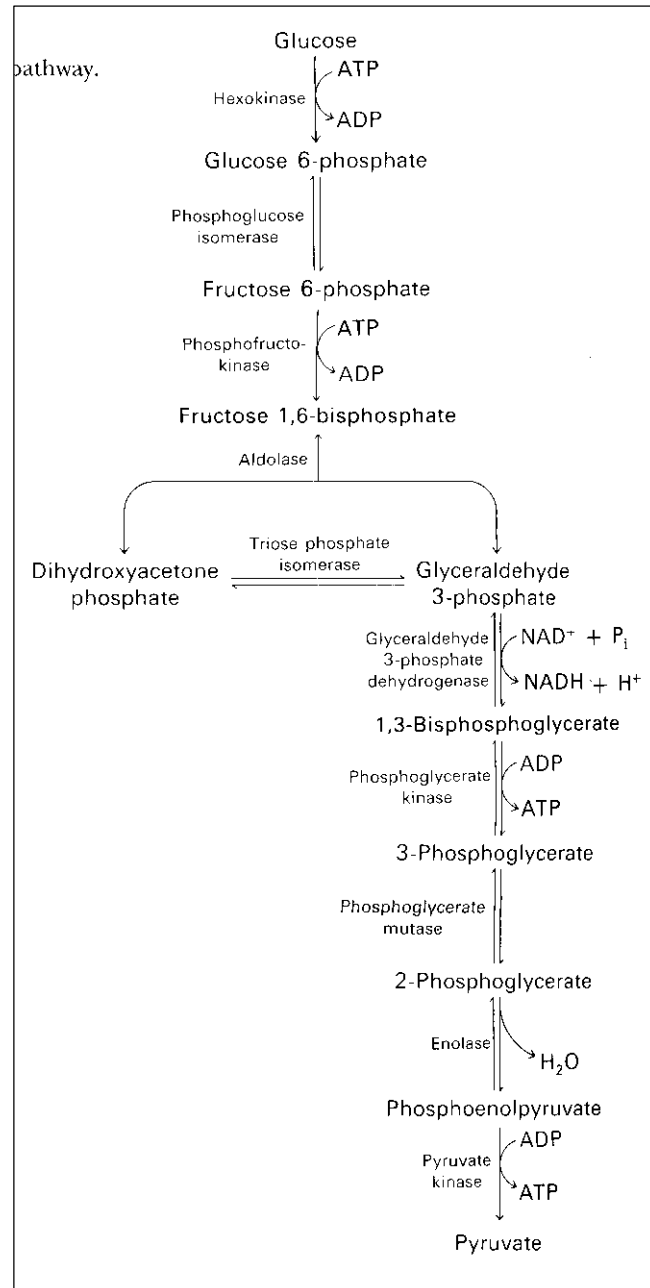 Glucose
pathway.
ATP
Hexokinase
ADP
Glucose 6-phosphate
Phosphoglucose
isomerase
Fructose 6-phosphate
ATP
Phosphofructo-
kinase
ADP
Fructose 1,6-bisphosphate
Aldolase
Triose phosphate
isomerase
Dihydroxyacetone
phosphate
Glyceraldehyde
3-phosphate
Glyceraldehyde
3-phosphate
dehydrogenase
NAD⁺ + Pᵢ
NADH + H⁺
1,3-Bisphosphoglycerate
Phosphoglycerate
kinase
ADP
ATP
3-Phosphoglycerate
Phosphoglycerate
mutase
2-Phosphoglycerate
Enolase
H₂O
Phosphoenolpyruvate
ADP
Pyruvate
kinase
ATP
Pyruvate